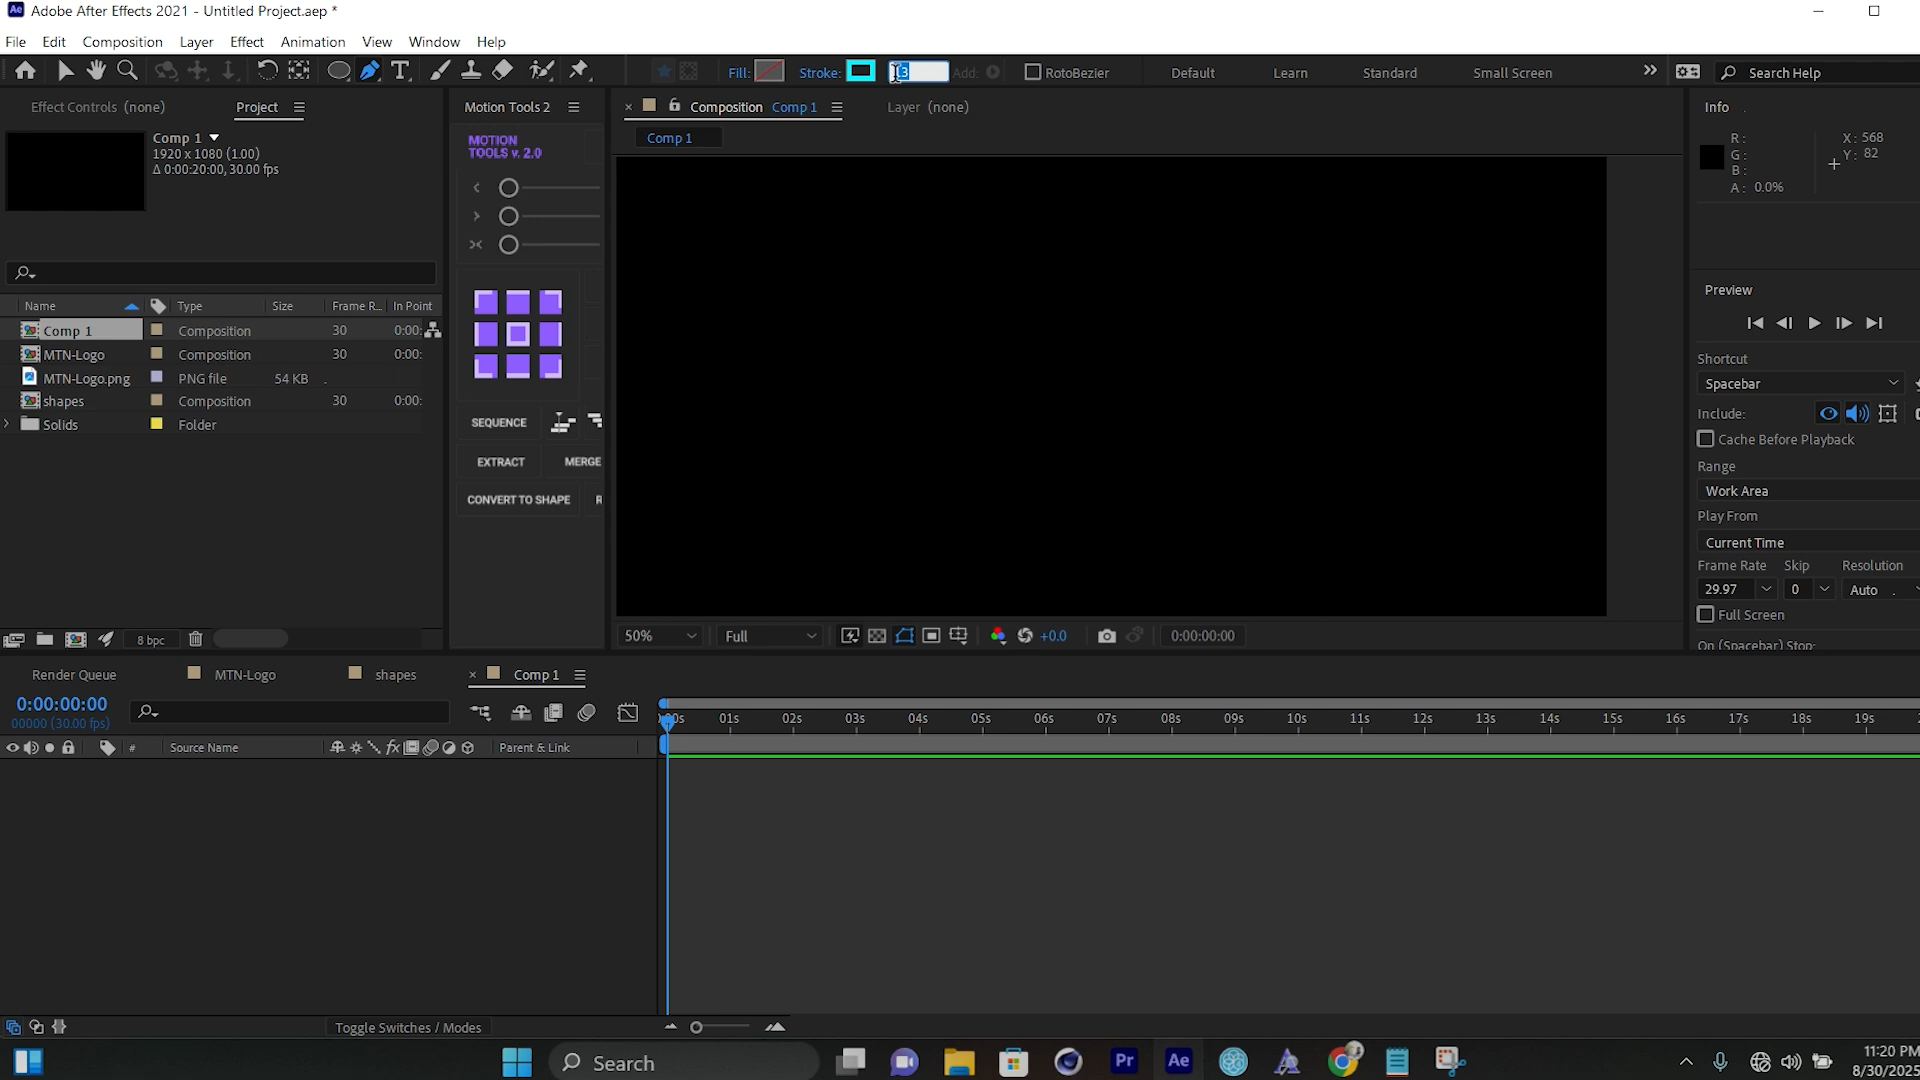 Adobe After Effects 2021 - Untitled Project.aep *
File Edit Composition Layer Effect Animation View Window Help
Fill: Stroke: Add: RotoBezier Default Learn Standard Small Screen Search Help
Effect Controls (none) Project Motion Tools 2 Composition Comp 1 Layer (none) Info
Comp 1
1920 x 1080 (1.00)
Δ 0:00:20:00, 30.00 fps
MOTION
TOOLS v. 2.0
Comp 1
R :
G :
B :
A : 0.0%
X : 568
Y : 82
Preview
Name Type Size Frame R... In Point
Comp 1 Composition 30 0:00:
MTN-Logo Composition 30 0:00:
MTN-Logo.png PNG file 54 KB
shapes Composition 30 0:00:
Solids Folder
SEQUENCE
EXTRACT MERGE
CONVERT TO SHAPE R
Shortcut
Spacebar
Include:
Cache Before Playback
Range
Work Area
Play From
Current Time
Frame Rate Skip Resolution
29.97 0 Auto
Full Screen
On (Spacebar) Stop:
8 bpc
50% Full +0.0 0:00:00:00
Render Queue MTN-Logo shapes Comp 1
0:00:00:00
00000 (30.00 fps)
01s 02s 03s 04s 05s 06s 07s 08s 09s 10s 11s 12s 13s 14s 15s 16s 17s 18s 19s
# Source Name fx Parent & Link
Toggle Switches / Modes
Search Pr Ae
11:20 PM
8/30/2025